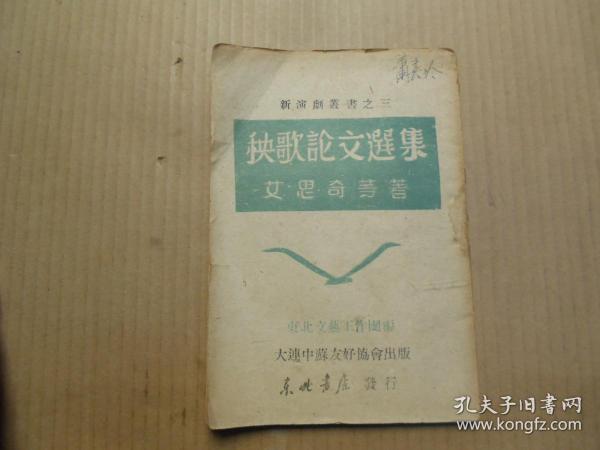 新演劇叢書之三
秧歌論文選集
艾·思·奇等著
東北文藝工作團編
大連中蘇友好協會出版
東北書店 發行
孔夫子旧书网
www.kongfz.com